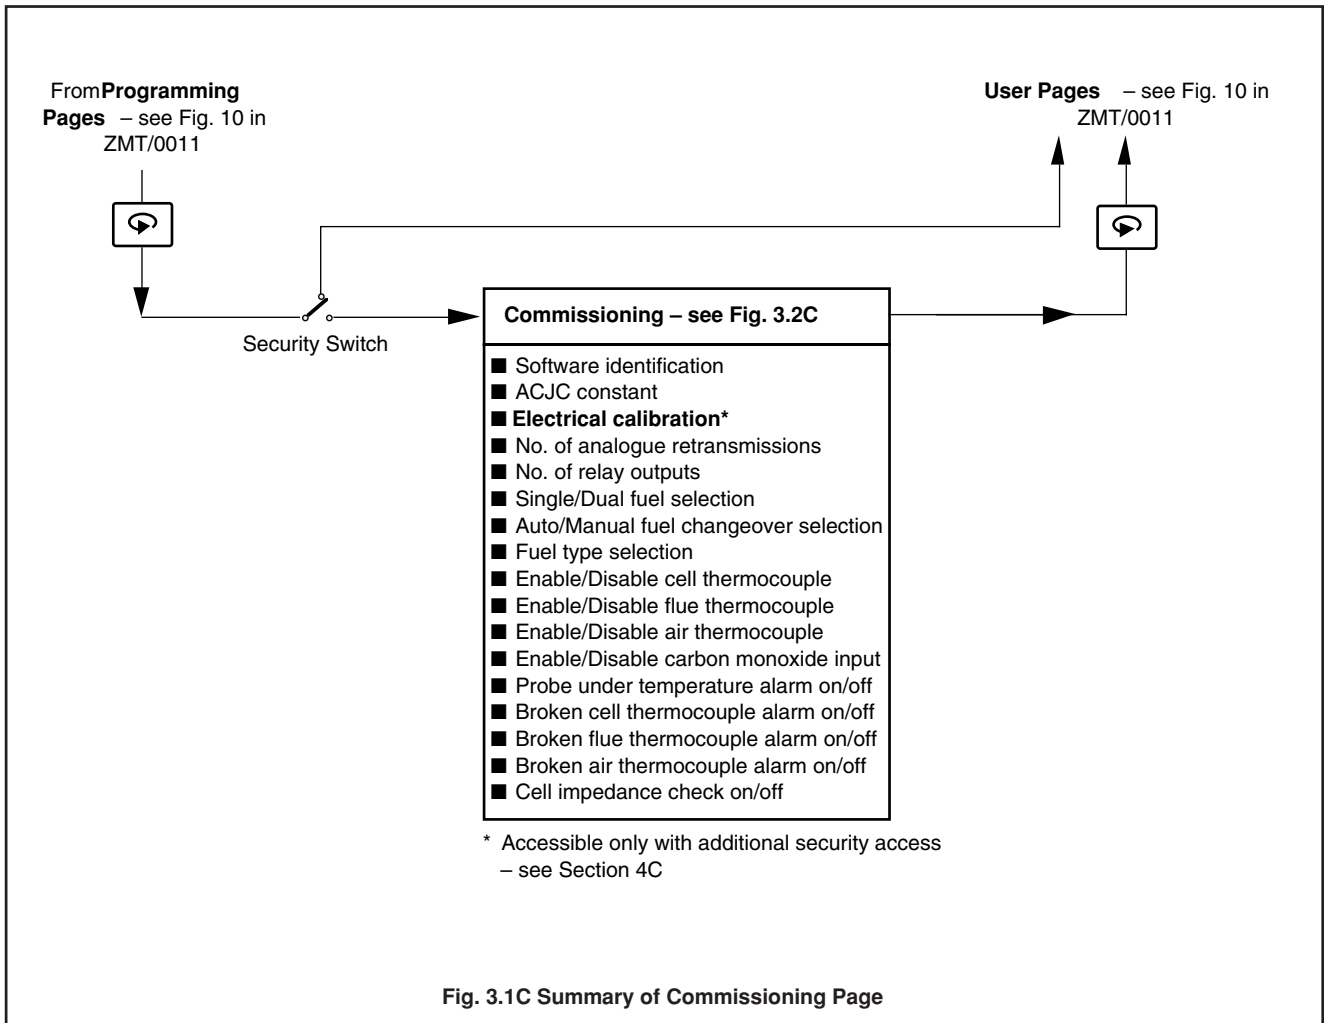 From Programming
Pages – see Fig. 10 in
ZMT/0011
User Pages – see Fig. 10 in
ZMT/0011
Security Switch
Commissioning – see Fig. 3.2C
■ Software identification
■ ACJC constant
■ Electrical calibration*
■ No. of analogue retransmissions
■ No. of relay outputs
■ Single/Dual fuel selection
■ Auto/Manual fuel changeover selection
■ Fuel type selection
■ Enable/Disable cell thermocouple
■ Enable/Disable flue thermocouple
■ Enable/Disable air thermocouple
■ Enable/Disable carbon monoxide input
■ Probe under temperature alarm on/off
■ Broken cell thermocouple alarm on/off
■ Broken flue thermocouple alarm on/off
■ Broken air thermocouple alarm on/off
■ Cell impedance check on/off
* Accessible only with additional security access
– see Section 4C
Fig. 3.1C Summary of Commissioning Page